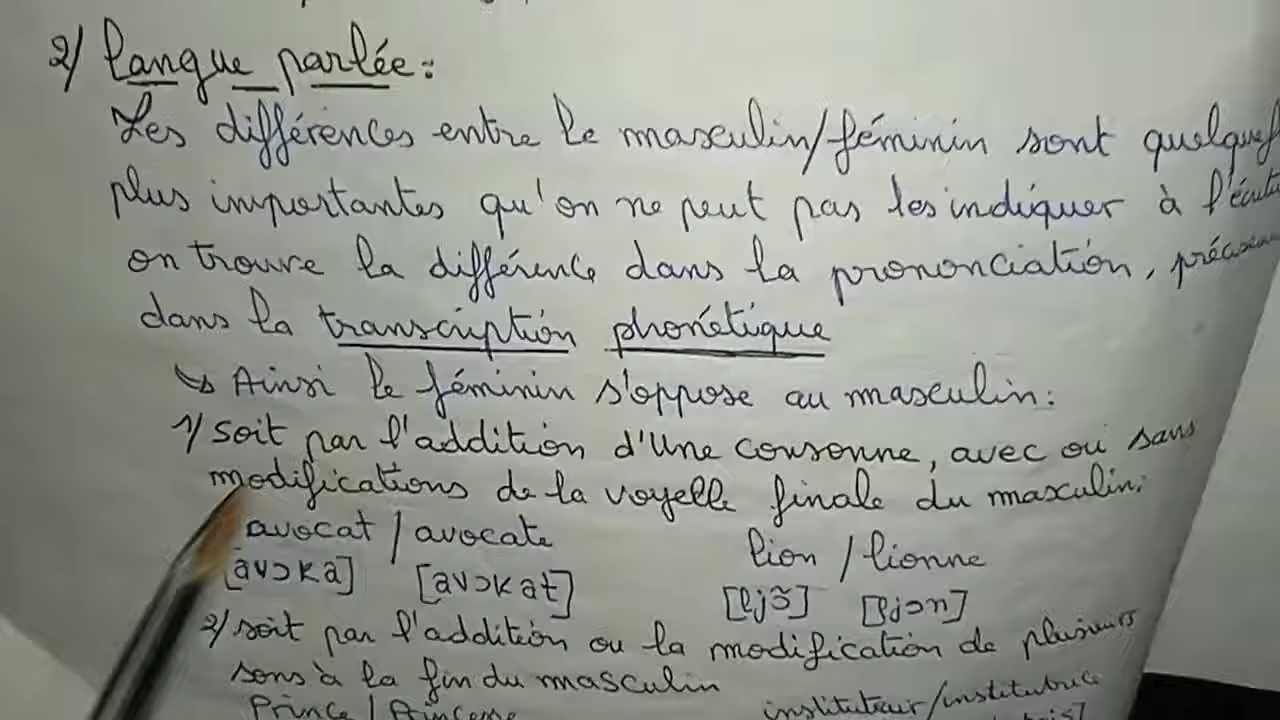 2/ Langue parlée :
Les différences entre le masculin/féminin sont
plus importantes qu'on ne peut pas les indiquer à
on trouve la différence dans la prononciation,
dans la transcription phonétique
↳ Ainsi le féminin s'oppose au masculin :
1/ soit par l'addition d'une consonne, avec ou sans
modifications de la voyelle finale du masculin.
avocat / avocate lion / lionne
[avɔka] [avɔkat] [ljɔ̃] [ljɔn]
2/ soit par l'addition ou la modification de plusieurs
sons à la fin du masculin
Prince / instituteur/institutrice